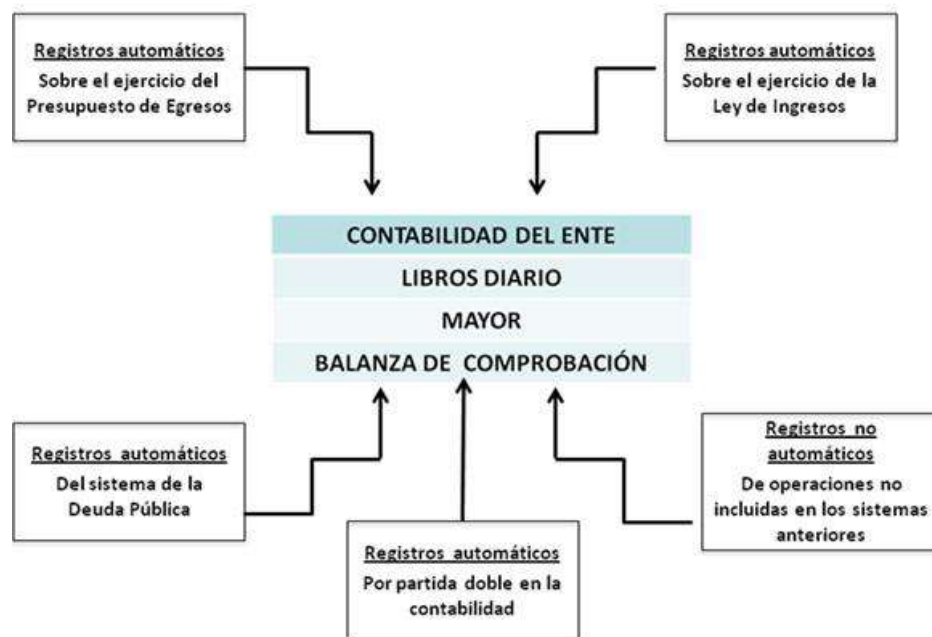 Registros automáticos
Sobre el ejercicio del
Presupuesto de Egresos
Registros automáticos
Sobre el ejercicio de la
Ley de Ingresos
CONTABILIDAD DEL ENTE
LIBROS DIARIO
MAYOR
BALANZA DE COMPROBACIÓN
Registros automáticos
Del sistema de la
Deuda Pública
Registros automáticos
Por partida doble en la
contabilidad
Registros no
automáticos
De operaciones no
incluidas en los sistemas
anteriores